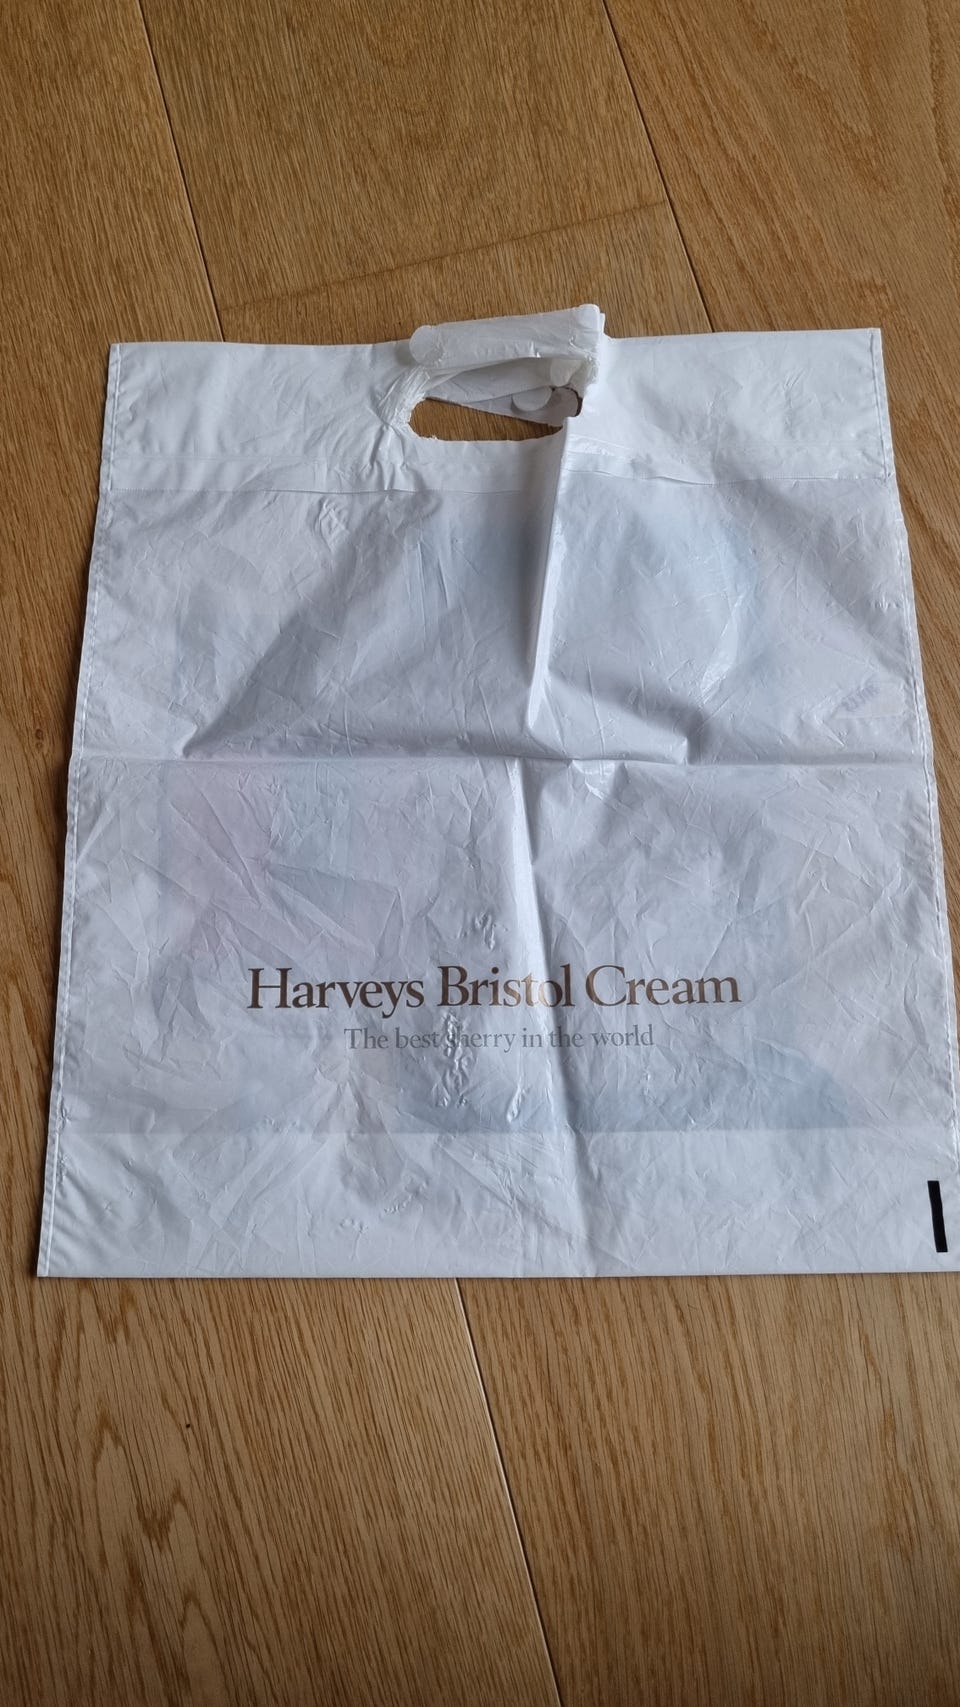 Harveys Bristol Cream
The best sherry in the world